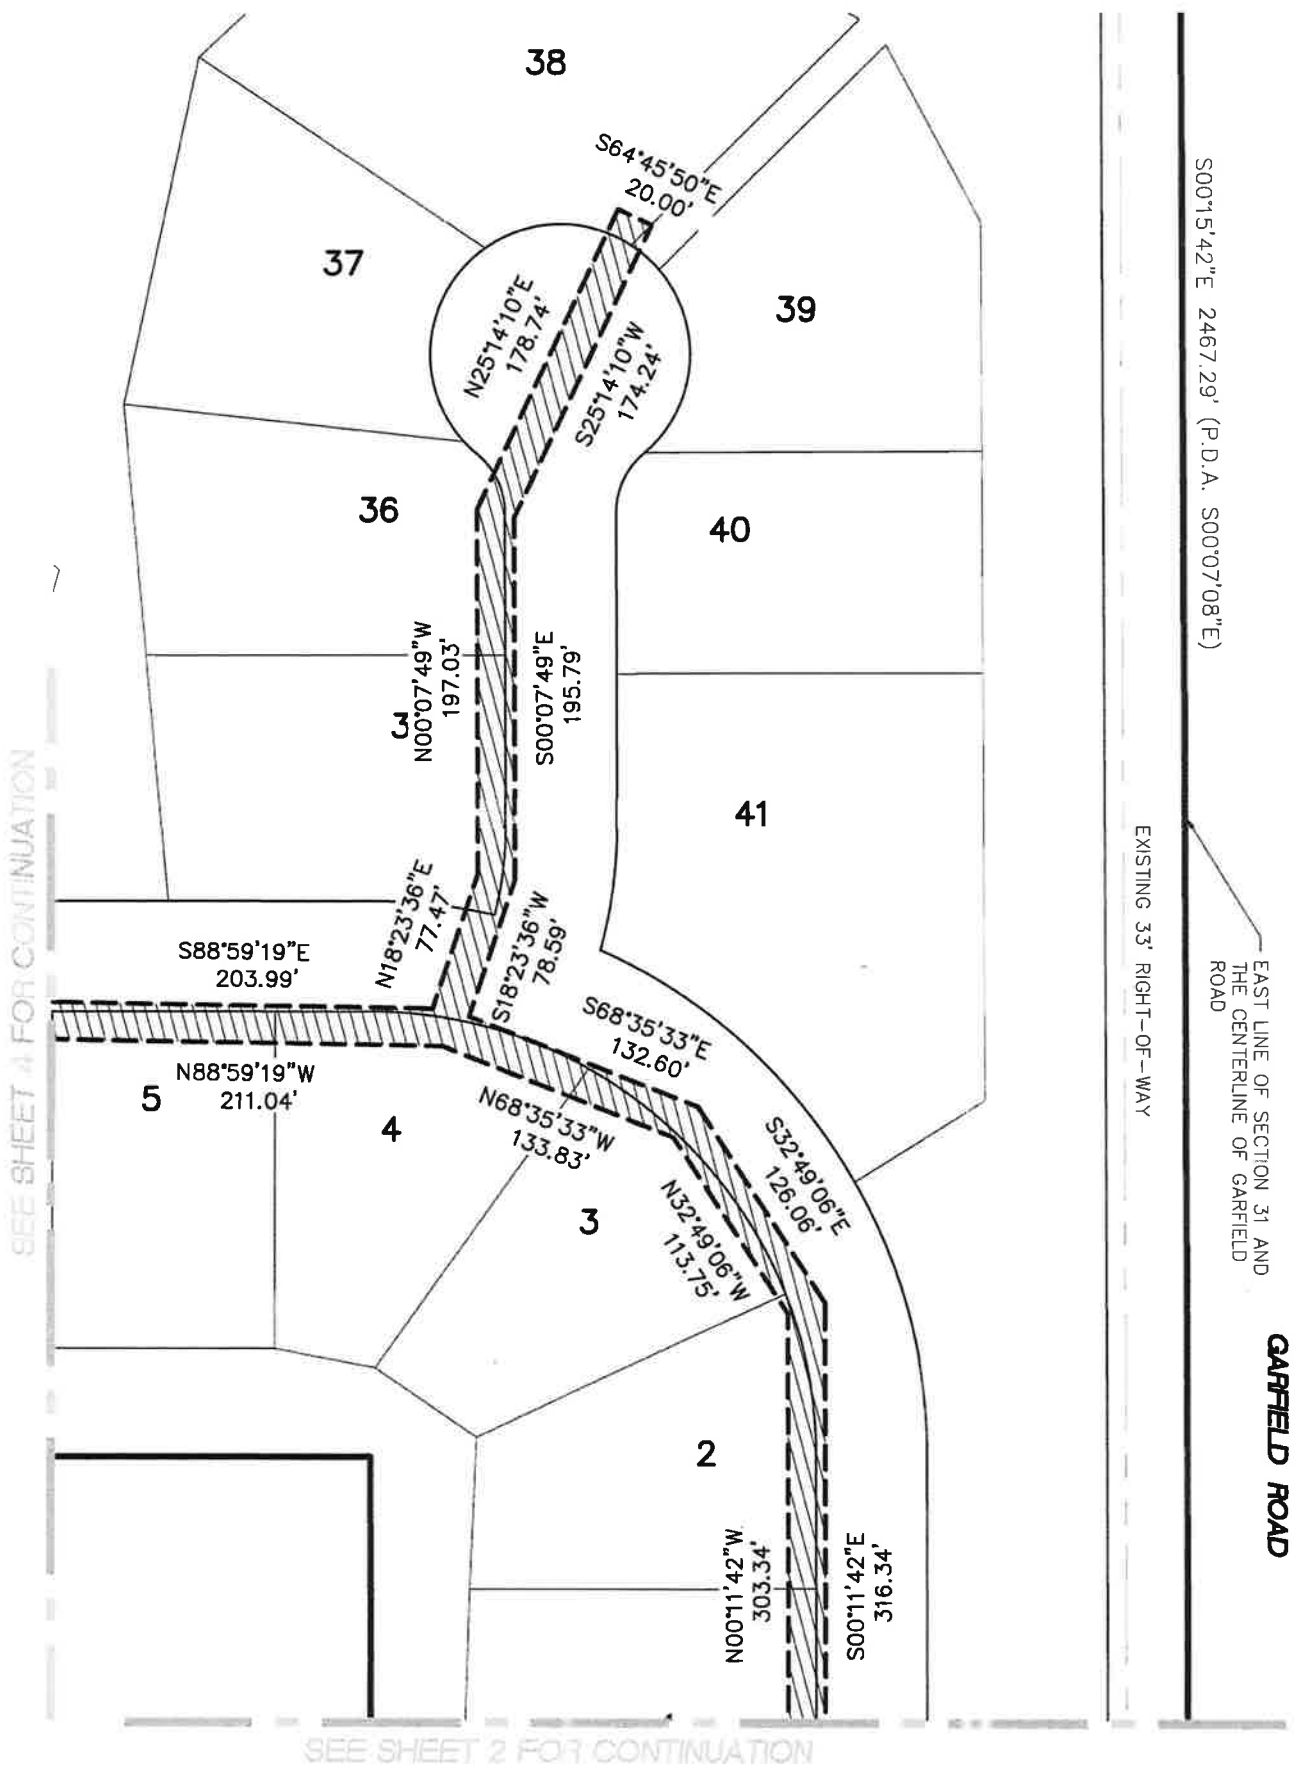 38
S64°45'50"E
20.00'
37
N25°14'10"E
178.74'
S25°14'10"W
174.24'
39
S00°15'42"E 2467.29' (P.D.A. S00°07'08"E)
36
40
N00°07'49"W
197.03'
S00°07'49"E
195.79'
3
41
EXISTING 33' RIGHT-OF-WAY
EAST LINE OF SECTION 31 AND
THE CENTERLINE OF GARFIELD
ROAD
GARFIELD ROAD
N18°23'36"E
77.47'
S18°23'36"W
78.59'
S88°59'19"E
203.99'
N88°59'19"W
211.04'
S68°35'33"E
132.60'
N68°35'33"W
133.83'
S32°49'06"E
126.06'
N32°49'06"W
113.75'
5
4
3
2
N00°11'42"W
303.34'
S00°11'42"E
316.34'
SEE SHEET 4 FOR CONTINUATION
SEE SHEET 2 FOR CONTINUATION